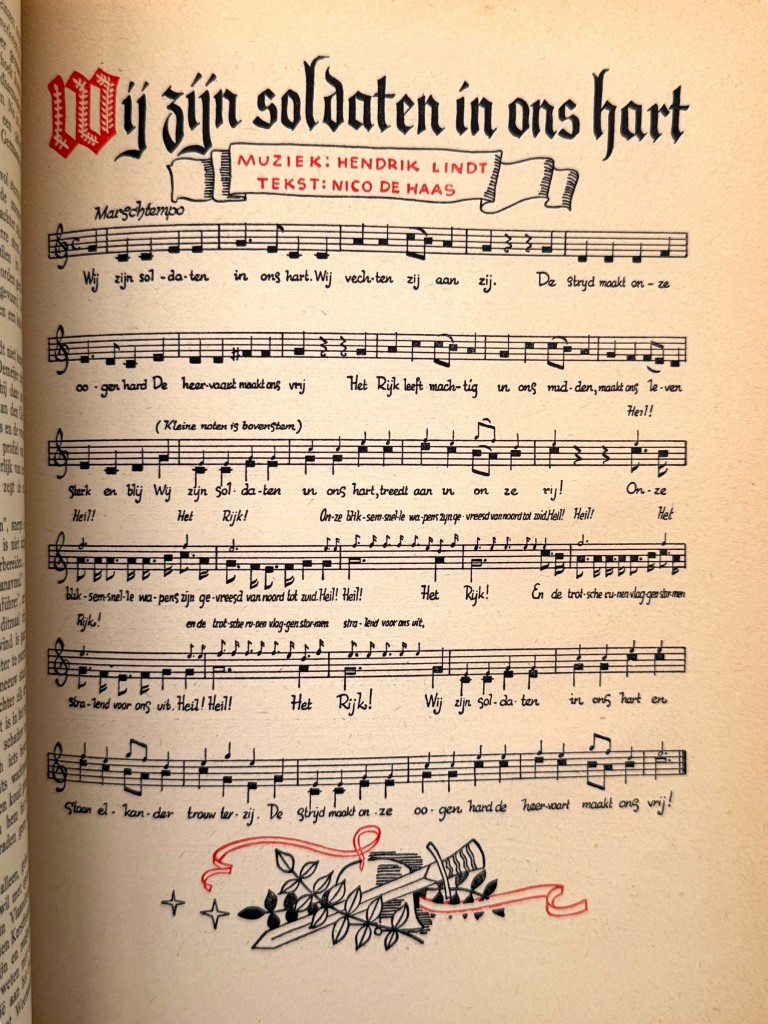 Wij zijn soldaten in ons hart
MUZIEK: HENDRIK LINDT
TEKST: NICO DE HAAS
Marschtempo
Wij zijn sol-da-ten in ons hart. Wij vech-ten zij aan zij. De stryd maakt on-ze
oo-gen hard De heer-vaart maakt ons vrij Het Rijk leeft mach-tig in ons mid-den, maakt ons le-ven
Heil!
(Kleine noten is bovenstem)
Sterk en blij Wij zijn sol-da-ten in ons hart, treedt aan in on ze rij! On-ze
Heil! Het Rijk! On-ze blik-sem-snel-le wa-pens zyn ge-vreesd van noord tot zuid. Heil! Heil! Het
blik-sem-snel-le wa-pens zijn ge-vreesd van noord tot zuid. Heil! Heil! Het Rijk! En de trot-sche ru-nen vlag-gen stor-men
Rijk! en de trot-sche ru-nen vlag-gen stormen stra-lend voor ons uit,
stra-lend voor ons uit. Heil! Heil! Het Rijk! Wij zijn sol-da-ten in ons hart en
Staan el-kan-der trouw ter-zij. De Strijd maakt on-ze oo-gen hard de heer-vaart maakt ons vrij!